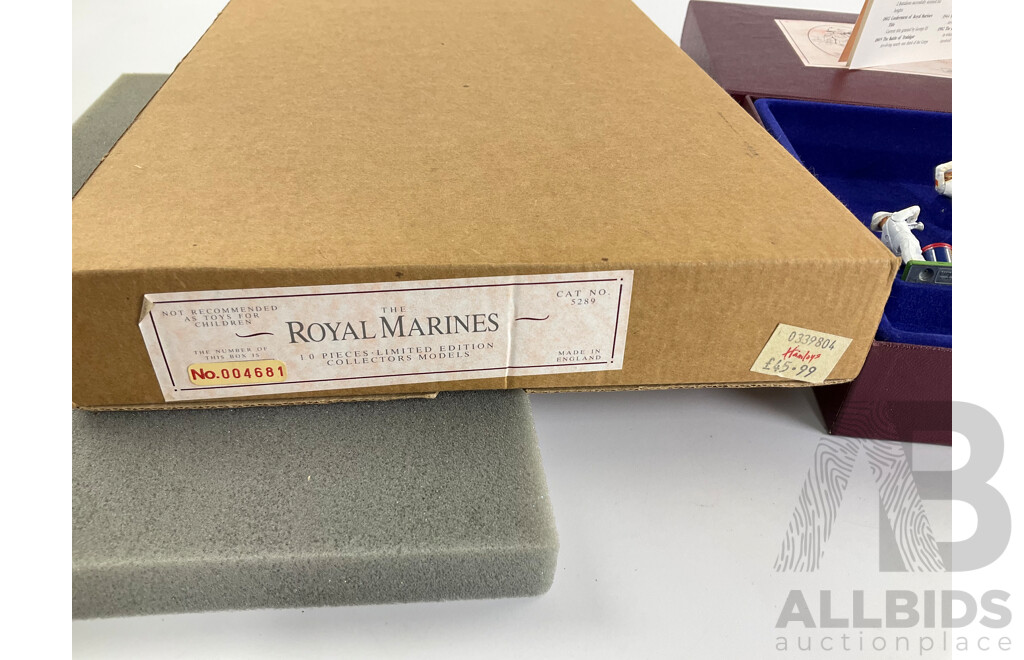 NOT RECOMMENDED
AS TOYS FOR
CHILDREN
THE
ROYAL MARINES
10 PIECES·LIMITED EDITION
COLLECTORS MODELS
CAT NO.
5289
THE NUMBER OF
THIS BOX IS
No.004681
MADE IN
ENGLAND
0339804
Hamleys
£45·99
ALLBIDS
auctionplace